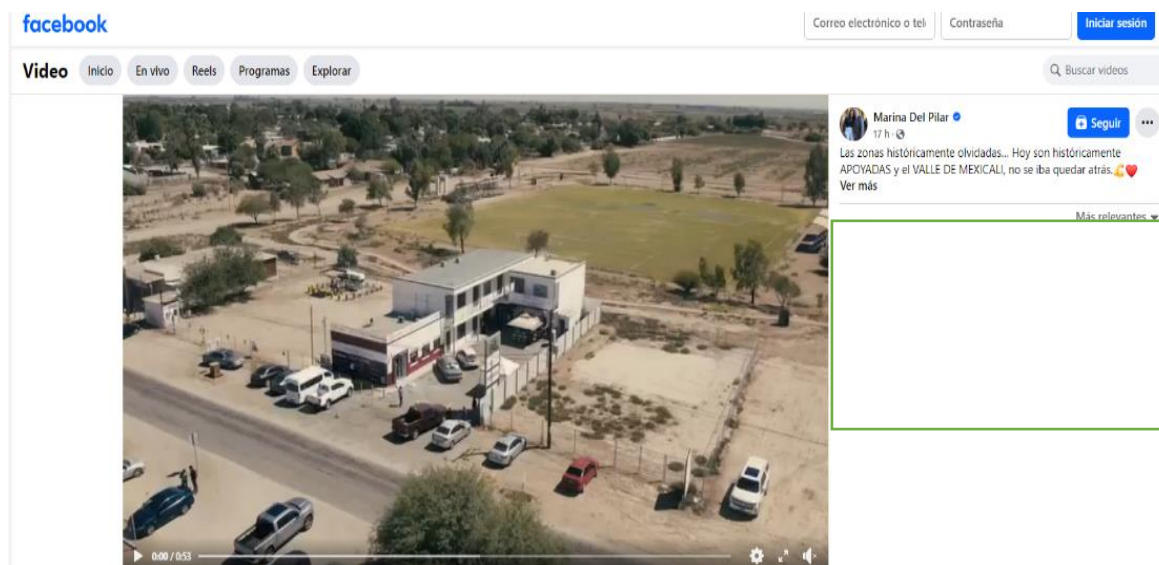 facebook
Correo electrónico o tel
Contraseña
Iniciar sesión
Video
Inicio
En vivo
Reels
Programas
Explorar
Buscar videos
Marina Del Pilar
Seguir
17 h ·
Las zonas históricamente olvidadas... Hoy son históricamente
APOYADAS y el VALLE DE MEXICALI, no se iba quedar atrás.💪❤️
Ver más
Más relevantes
0:00 / 0:53